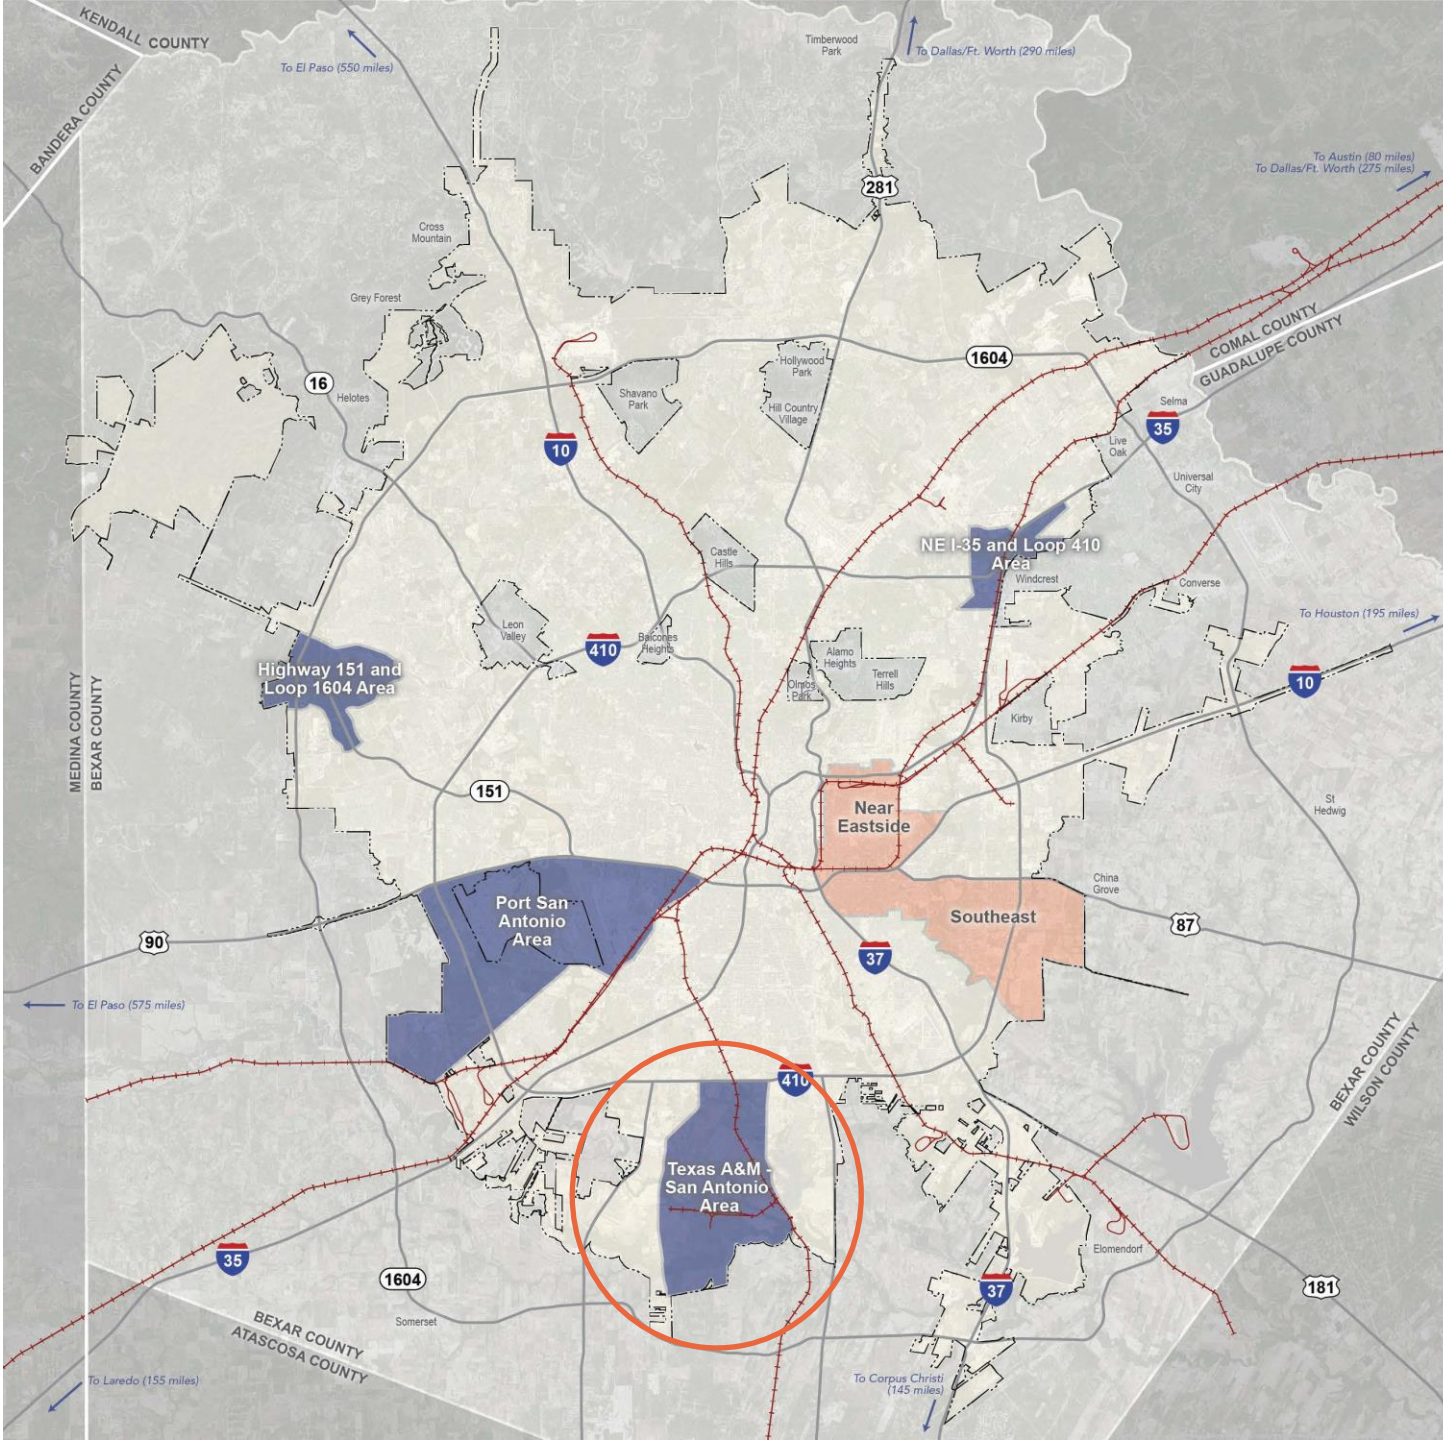 KENDALL COUNTY
BANDERA COUNTY
To El Paso (550 miles)
Timberwood
Park
To Dallas/Ft. Worth (290 miles)
To Austin (80 miles)
To Dallas/Ft. Worth (275 miles)
281
Cross
Mountain
Grey Forest
COMAL COUNTY
GUADALUPE COUNTY
1604
Hollywood
Park
16
Helotes
Shavano
Park
Hill Country
Village
Selma
35
10
Live
Oak
Universal
City
NE I-35 and Loop 410
Area
Castle
Hills
Windcrest
Converse
To Houston (195 miles)
Leon
Valley
410
Balcones
Heights
Alamo
Heights
Terrell
Hills
Olmos
Park
Highway 151 and
Loop 1604 Area
10
Kirby
MEDINA COUNTY
BEXAR COUNTY
151
Near
Eastside
St
Hedwig
China
Grove
Port San
Antonio
Area
Southeast
87
90
37
To El Paso (575 miles)
BEXAR COUNTY
WILSON COUNTY
410
Texas A&M -
San Antonio
Area
35
1604
Elomendorf
37
181
Somerset
BEXAR COUNTY
ATASCOSA COUNTY
To Laredo (155 miles)
To Corpus Christi
(145 miles)